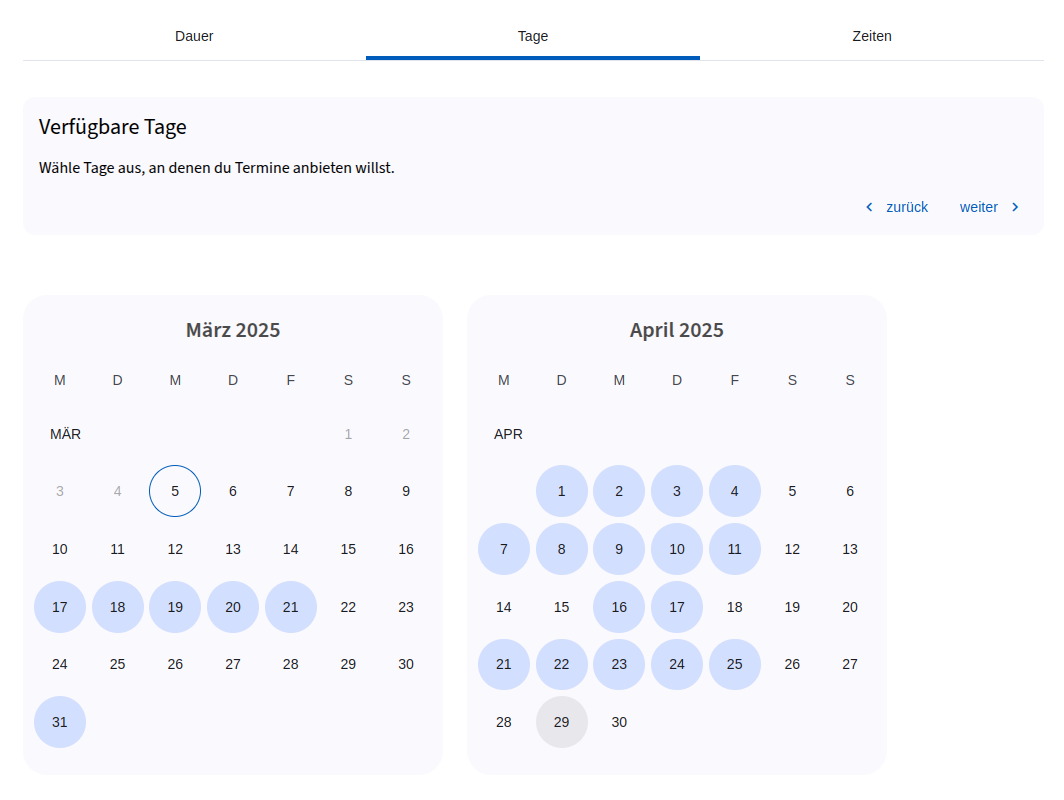 Dauer Tage Zeiten
Verfügbare Tage
Wähle Tage aus, an denen du Termine anbieten willst.
zurück weiter
März 2025
M D M D F S S
MÄR 1 2
3 4 5 6 7 8 9
10 11 12 13 14 15 16
17 18 19 20 21 22 23
24 25 26 27 28 29 30
31
April 2025
M D M D F S S
APR
1 2 3 4 5 6
7 8 9 10 11 12 13
14 15 16 17 18 19 20
21 22 23 24 25 26 27
28 29 30